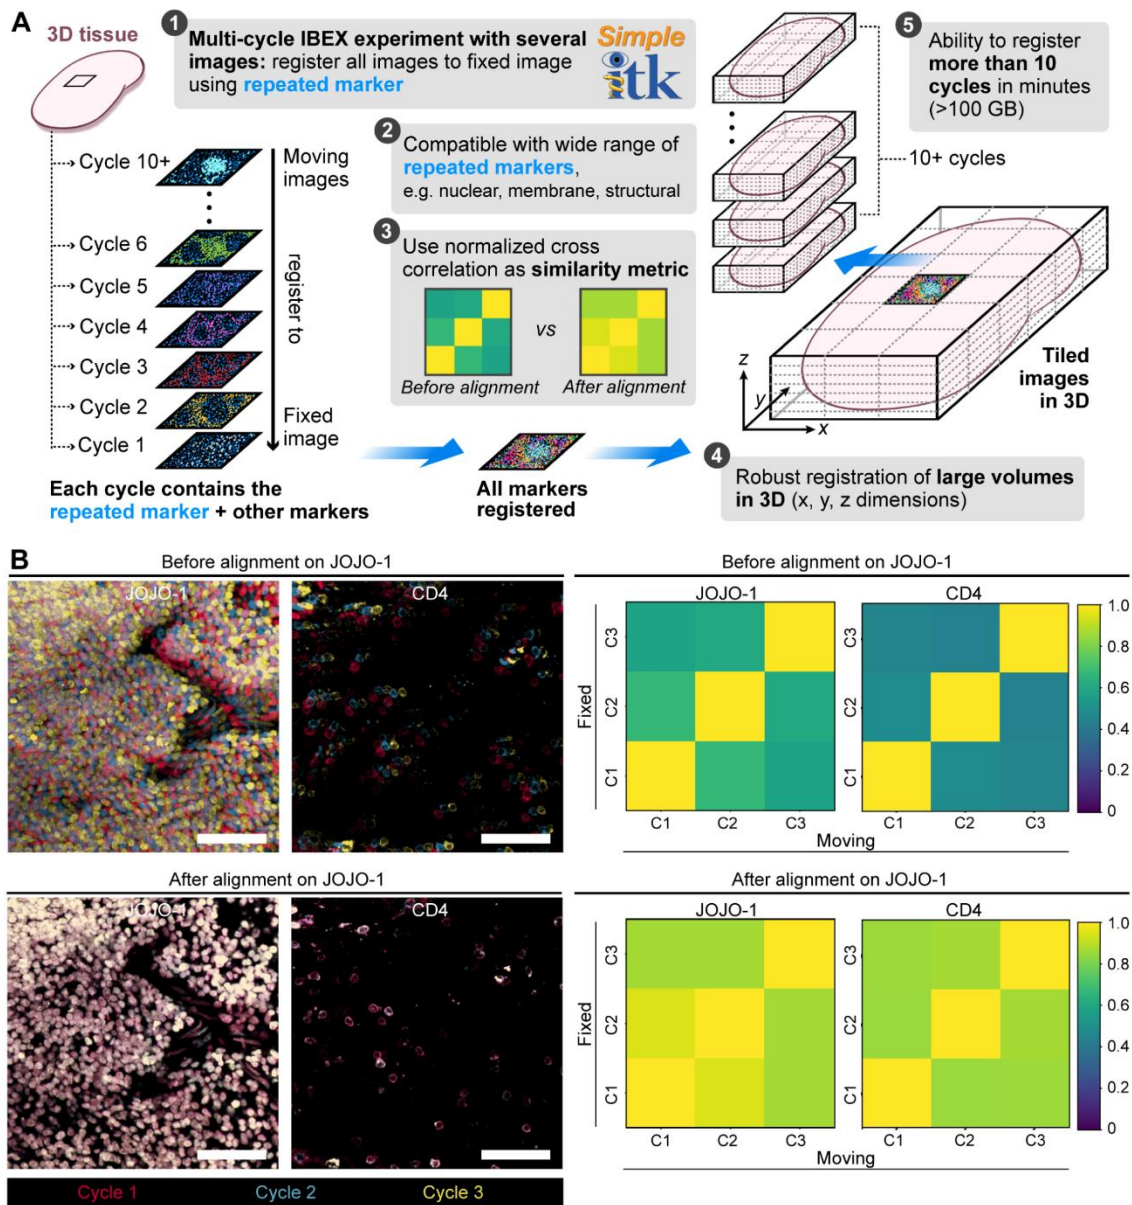 A
3D tissue
1
Multi-cycle IBEX experiment with several
images: register all images to fixed image
using repeated marker
Simple
itk
5
Ability to register
more than 10
cycles in minutes
(>100 GB)
10+ cycles
Cycle 10+
Cycle 6
Cycle 5
Cycle 4
Cycle 3
Cycle 2
Cycle 1
Moving
images
register to
Fixed
image
2
Compatible with wide range of
repeated markers,
e.g. nuclear, membrane, structural
3
Use normalized cross
correlation as similarity metric
vs
Before alignment
After alignment
z
y
x
Tiled
images
in 3D
Each cycle contains the
repeated marker + other markers
All markers
registered
4
Robust registration of large volumes
in 3D (x, y, z dimensions)
B
Before alignment on JOJO-1
JOJO-1
CD4
Before alignment on JOJO-1
JOJO-1
CD4
Fixed
C3
C2
C1
C1
C2
C3
C1
C2
C3
Moving
1.0
0.8
0.6
0.4
0.2
0
After alignment on JOJO-1
JOJO-1
CD4
After alignment on JOJO-1
JOJO-1
CD4
Fixed
C3
C2
C1
C1
C2
C3
C1
C2
C3
Moving
1.0
0.8
0.6
0.4
0.2
0
Cycle 1
Cycle 2
Cycle 3